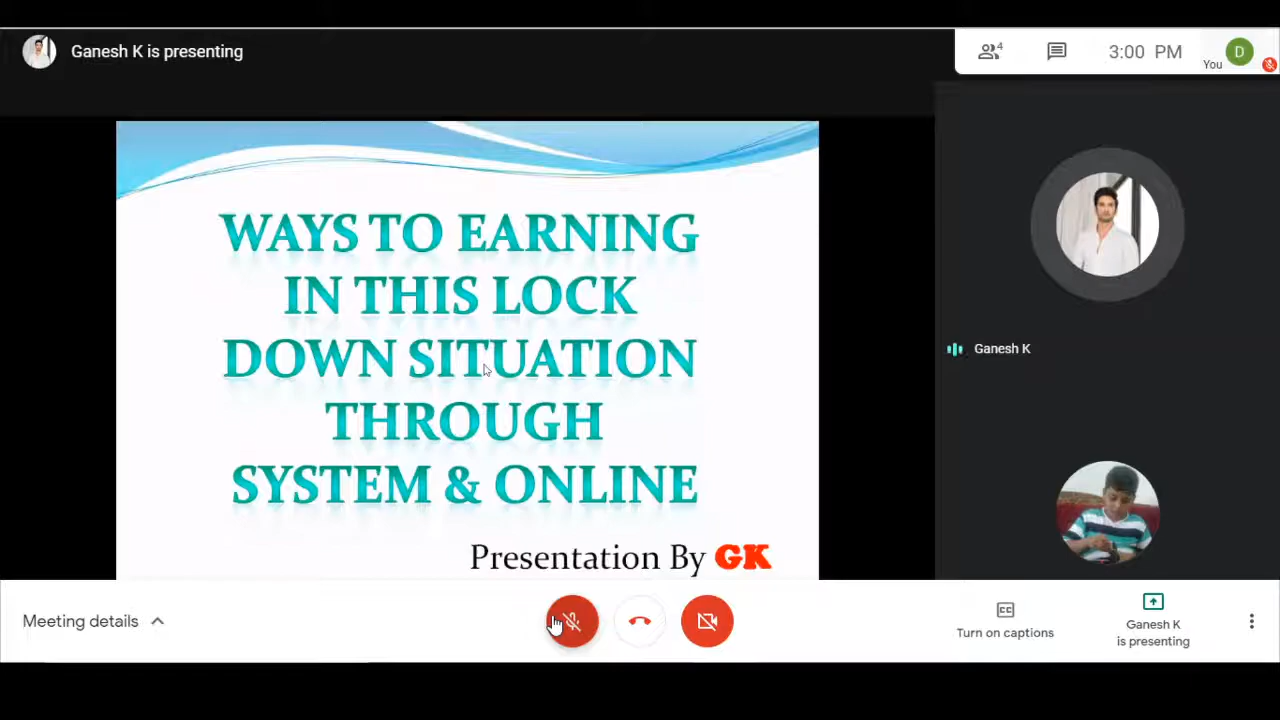 Ganesh K is presenting
4
3:00 PM
You
D
WAYS TO EARNING
IN THIS LOCK
DOWN SITUATION
THROUGH
SYSTEM & ONLINE
Presentation By GK
Ganesh K
Meeting details
CC
Turn on captions
Ganesh K
is presenting